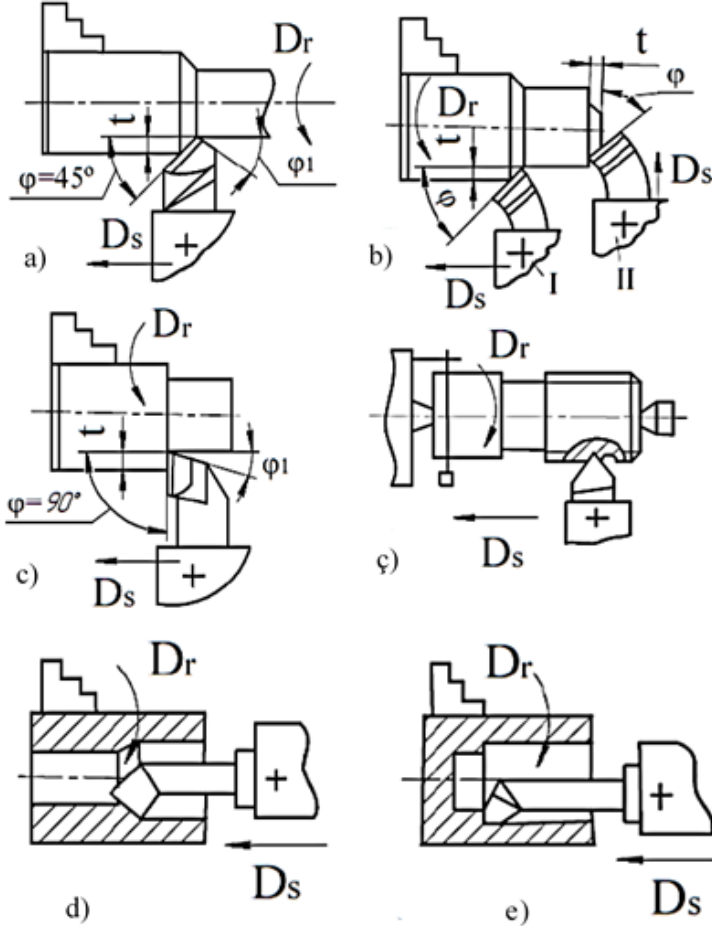 Dr
t
φ=45°
φ1
Ds
a)
t
φ
Dr
t
φ
Ds
Ds
I
II
b)
Dr
t
φ1
φ=90°
Ds
c)
Dr
Ds
ç)
Dr
Ds
d)
Dr
Ds
e)